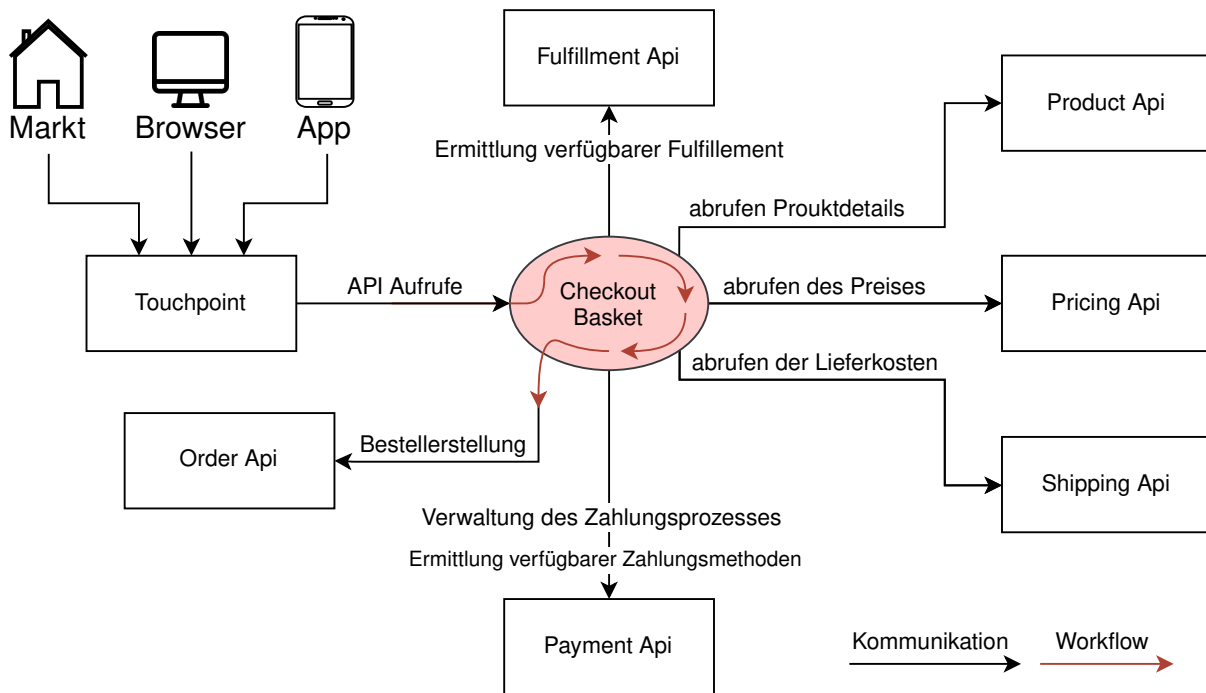 Markt
Browser
App
Fulfillment Api
Product Api
Ermittlung verfügbarer Fulfillement
abrufen Prouktdetails
Touchpoint
API Aufrufe
Checkout
Basket
abrufen des Preises
Pricing Api
abrufen der Lieferkosten
Order Api
Bestellerstellung
Shipping Api
Verwaltung des Zahlungsprozesses
Ermittlung verfügbarer Zahlungsmethoden
Payment Api
Kommunikation
Workflow